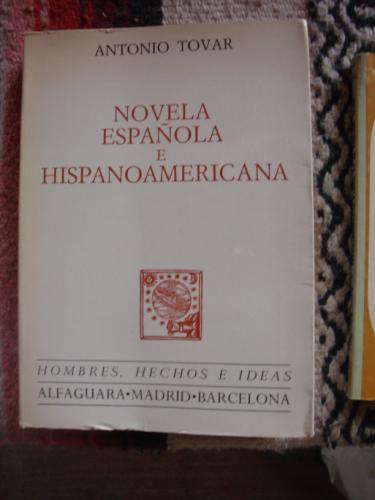 ANTONIO TOVAR
NOVELA
ESPAÑOLA
E
HISPANOAMERICANA
HOMBRES, HECHOS E IDEAS
ALFAGUARA•MADRID•BARCELONA